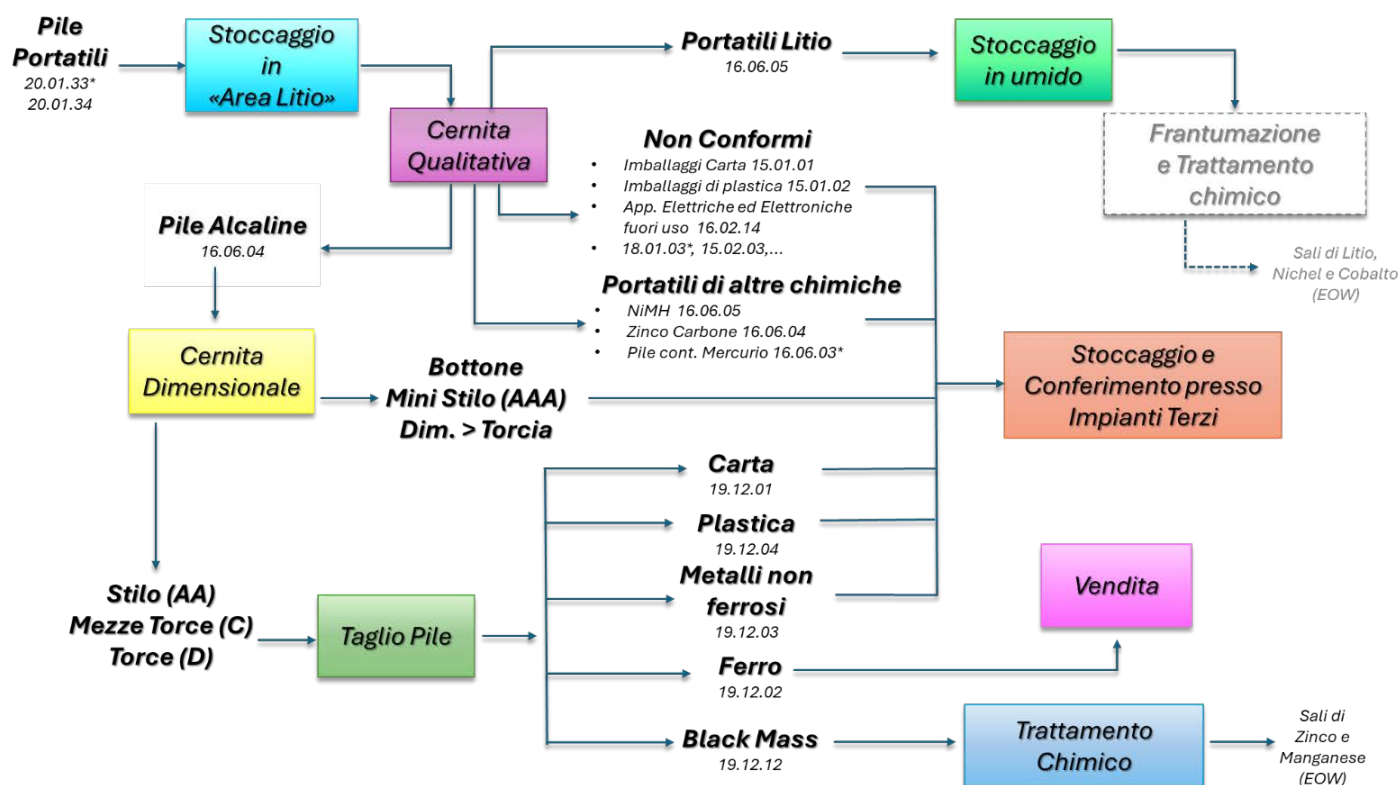 Pile
Portatili
20.01.33*
20.01.34
Stoccaggio
in
«Area Litio»
Cernita
Qualitativa
Portatili Litio
16.06.05
Stoccaggio
in umido
Frantumazione
e Trattamento
chimico
Sali di Litio,
Nichel e Cobalto
(EOW)
Non Conformi
• Imballaggi Carta 15.01.01
• Imballaggi di plastica 15.01.02
• App. Elettriche ed Elettroniche
fuori uso 16.02.14
• 18.01.03*, 15.02.03,...
Pile Alcaline
16.06.04
Portatili di altre chimiche
• NiMH 16.06.05
• Zinco Carbone 16.06.04
• Pile cont. Mercurio 16.06.03*
Cernita
Dimensionale
Bottone
Mini Stilo (AAA)
Dim. > Torcia
Stoccaggio e
Conferimento presso
Impianti Terzi
Stilo (AA)
Mezze Torce (C)
Torce (D)
Taglio Pile
Carta
19.12.01
Plastica
19.12.04
Metalli non
ferrosi
19.12.03
Ferro
19.12.02
Vendita
Black Mass
19.12.12
Trattamento
Chimico
Sali di
Zinco e
Manganese
(EOW)